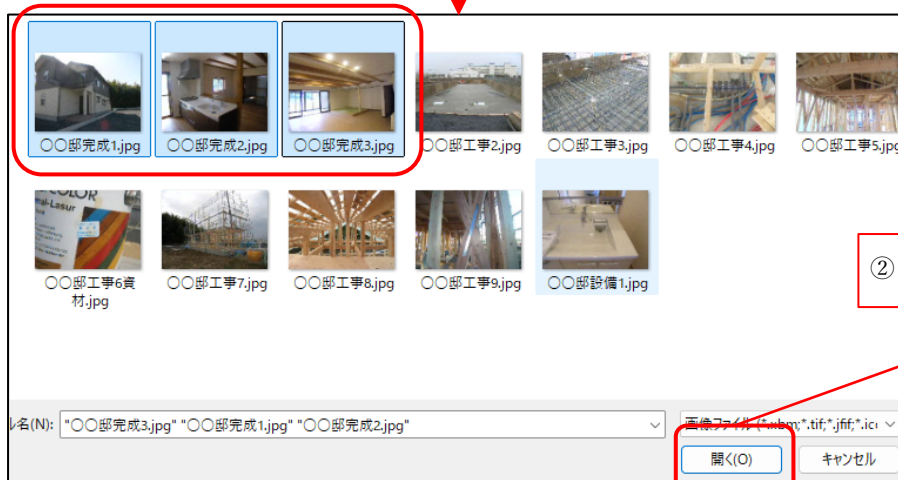 〇〇邸完成1.jpg 〇〇邸完成2.jpg 〇〇邸完成3.jpg 〇〇邸工事2.jpg 〇〇邸工事3.jpg 〇〇邸工事4.jpg 〇〇邸工事5.jpg
〇〇邸工事6資材.jpg 〇〇邸工事7.jpg 〇〇邸工事8.jpg 〇〇邸工事9.jpg 〇〇邸設備1.jpg
②
ル名(N): "〇〇邸完成3.jpg" "〇〇邸完成1.jpg" "〇〇邸完成2.jpg"
画像ファイル (*.xbm;*.tif;*.jfif;*.ico
開く(O) キャンセル